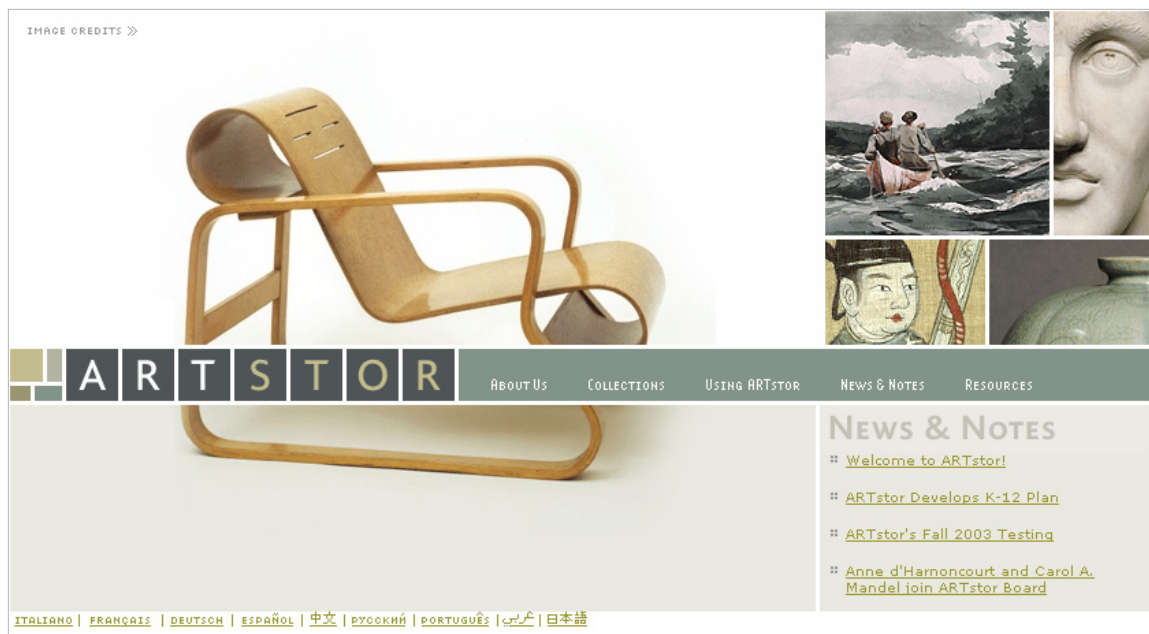 IMAGE CREDITS »
ARTSTOR
About Us Collections Using ARTstor News & Notes Resources
News & Notes
Welcome to ARTstor!
ARTstor Develops K-12 Plan
ARTstor's Fall 2003 Testing
Anne d'Harnoncourt and Carol A.
Mandel join ARTstor Board
ITALIANO | FRANÇAIS | DEUTSCH | ESPAÑOL | 中文 | РУССКИЙ | PORTUGUÊS | عربي | 日本語